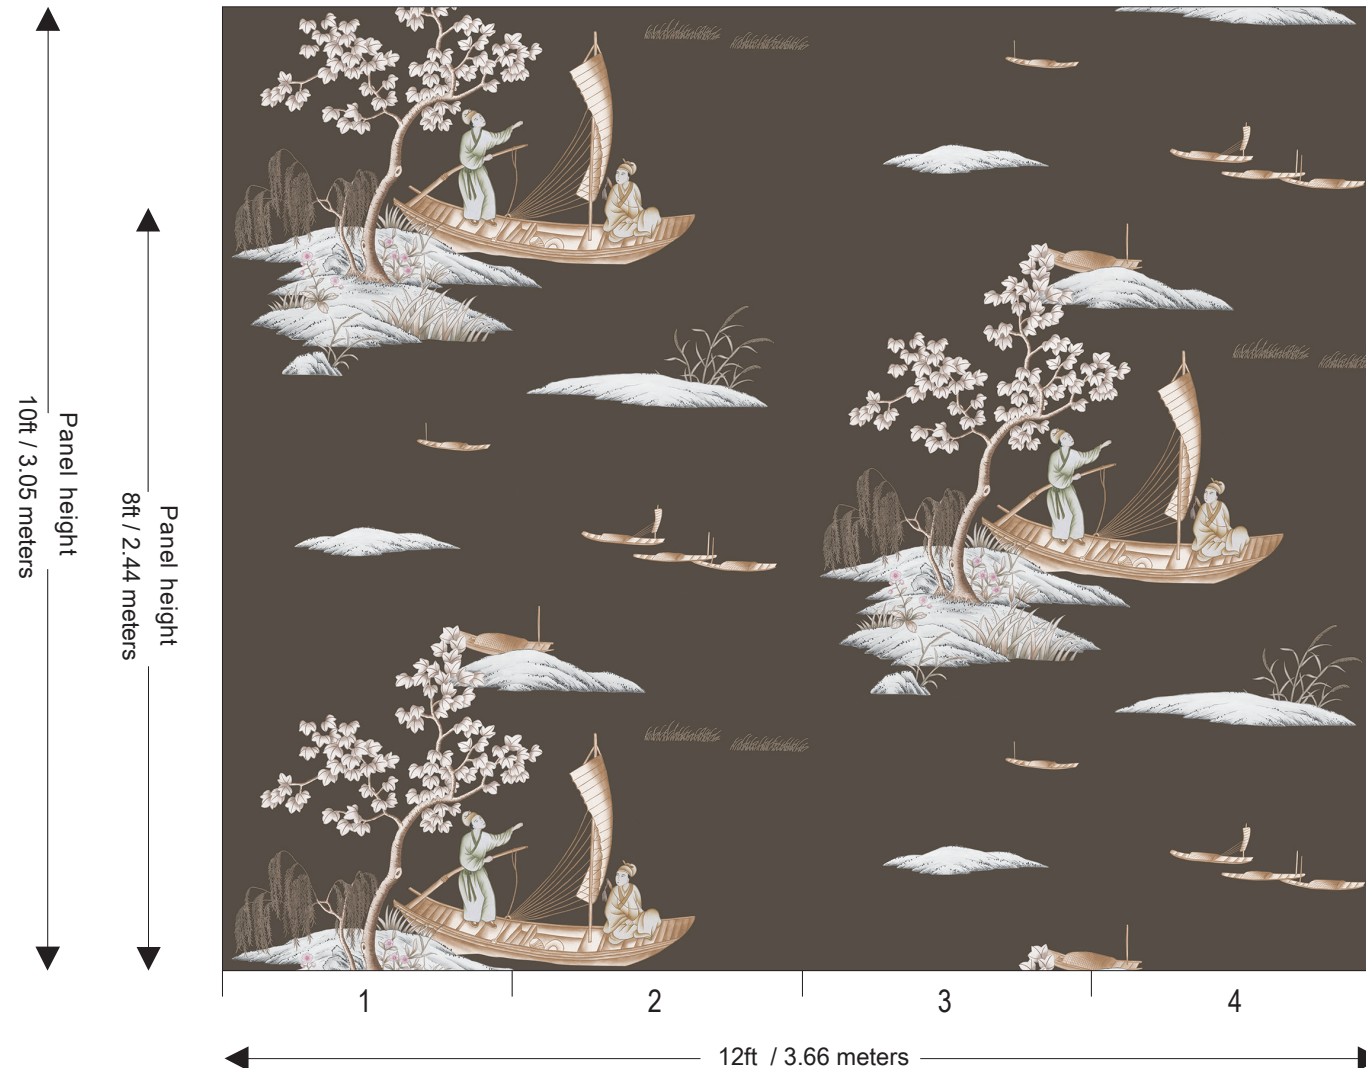 Panel height
10ft / 3.05 meters
Panel height
8ft / 2.44 meters
1
2
3
4
12ft / 3.66 meters